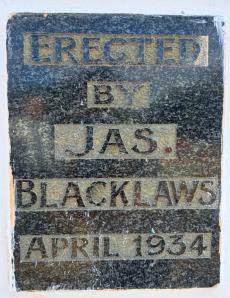 ERECTED
BY
JAS.
BLACKLAWS
APRIL 1934